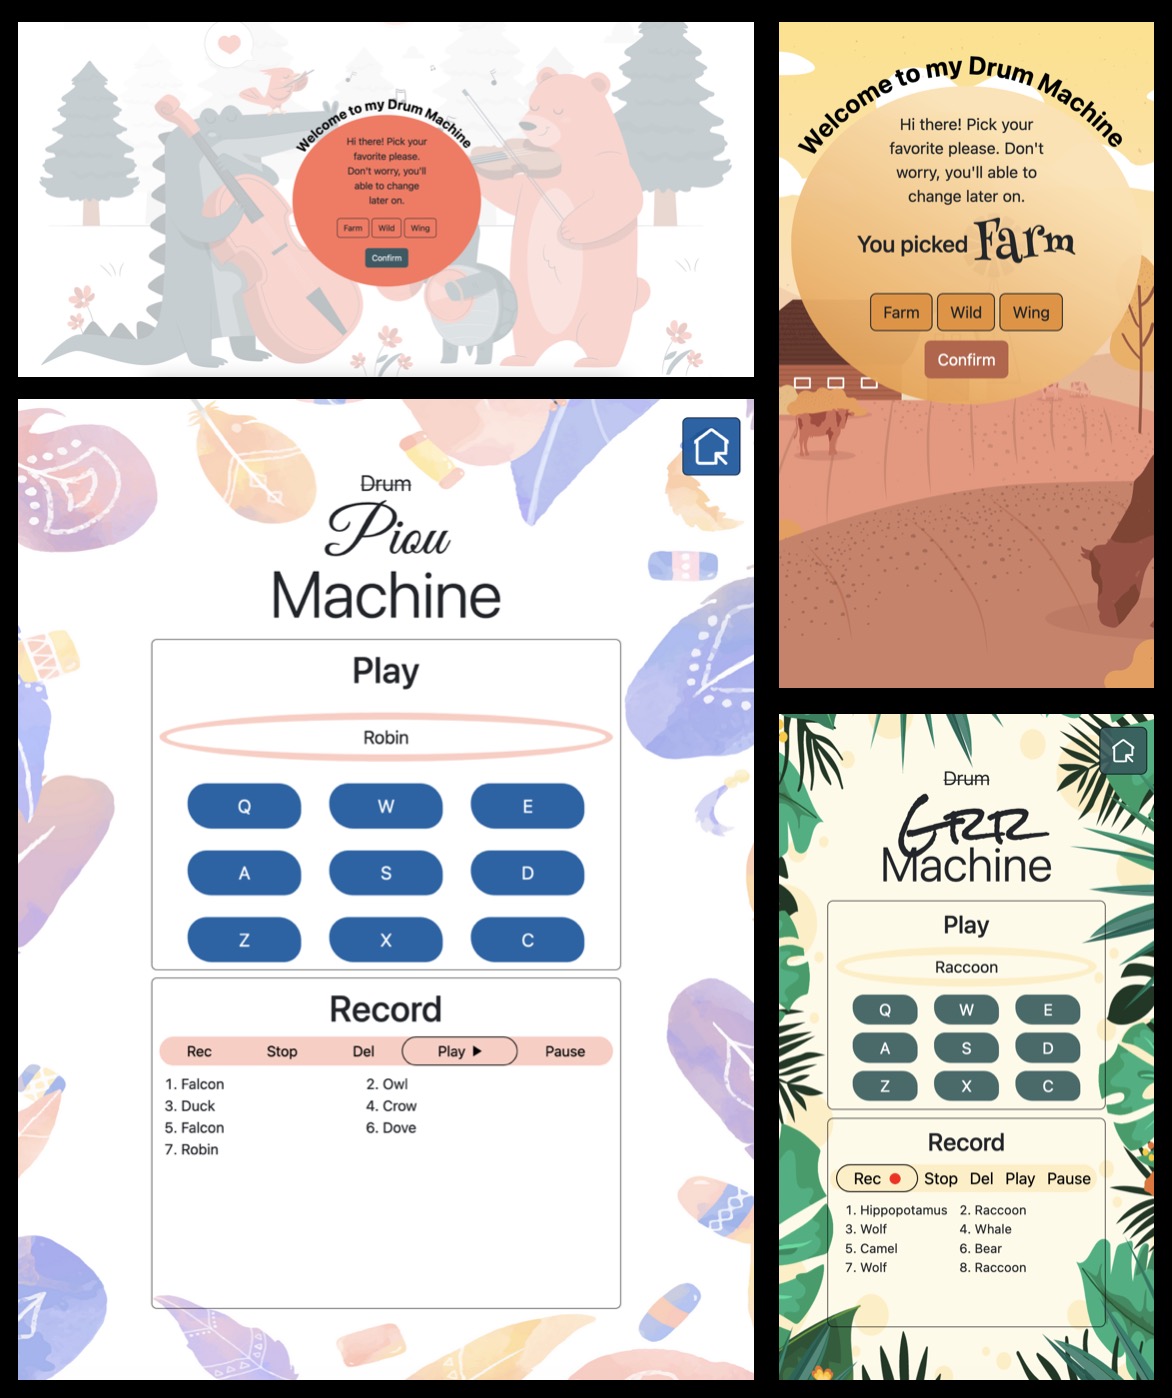 Welcome to my Drum Machine
Hi there! Pick your
favorite please.
Don't worry, you'll
able to change
later on.
Farm Wild Wing
Confirm
Welcome to my Drum Machine
Hi there! Pick your
favorite please. Don't
worry, you'll able to
change later on.
You picked Farm
Farm Wild Wing
Confirm
Drum
Piou
Machine
Play
Robin
Q W E
A S D
Z X C
Record
Rec Stop Del Play Pause
1. Falcon 2. Owl
3. Duck 4. Crow
5. Falcon 6. Dove
7. Robin
Drum
GRR
Machine
Play
Raccoon
Q W E
A S D
Z X C
Record
Rec Stop Del Play Pause
1. Hippopotamus 2. Raccoon
3. Wolf 4. Whale
5. Camel 6. Bear
7. Wolf 8. Raccoon